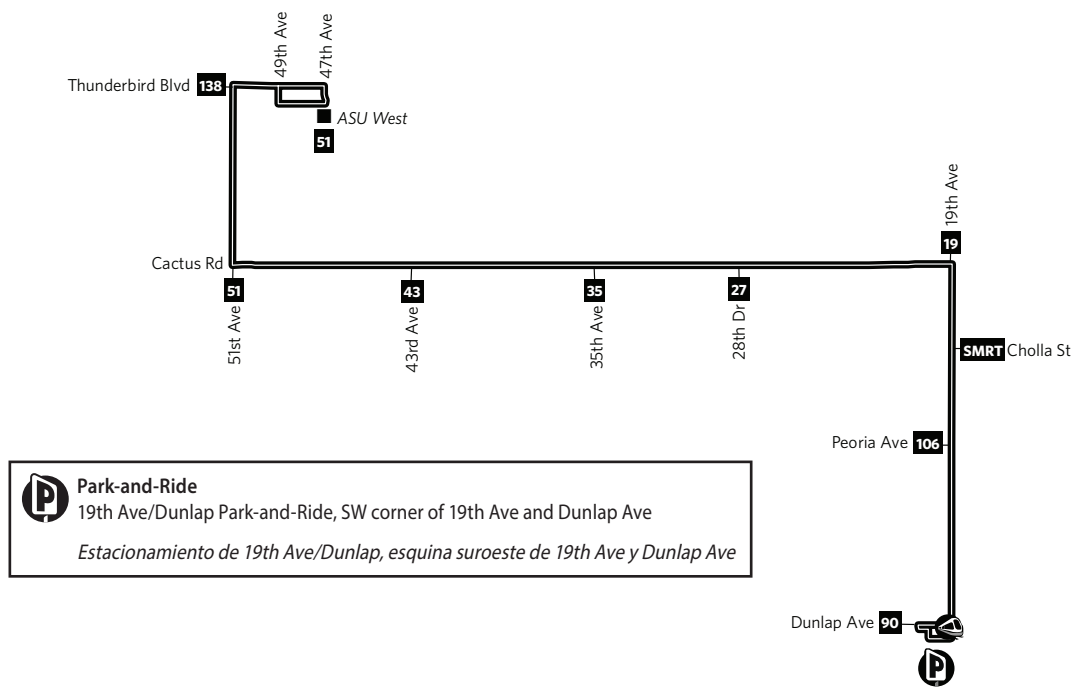 49th Ave
47th Ave
Thunderbird Blvd 138
ASU West
51
19th Ave
19
Cactus Rd
51
51st Ave
43
43rd Ave
35
35th Ave
27
28th Dr
SMRT Cholla St
Peoria Ave 106
P Park-and-Ride
19th Ave/Dunlap Park-and-Ride, SW corner of 19th Ave and Dunlap Ave
Estacionamiento de 19th Ave/Dunlap, esquina suroeste de 19th Ave y Dunlap Ave
Dunlap Ave 90
P